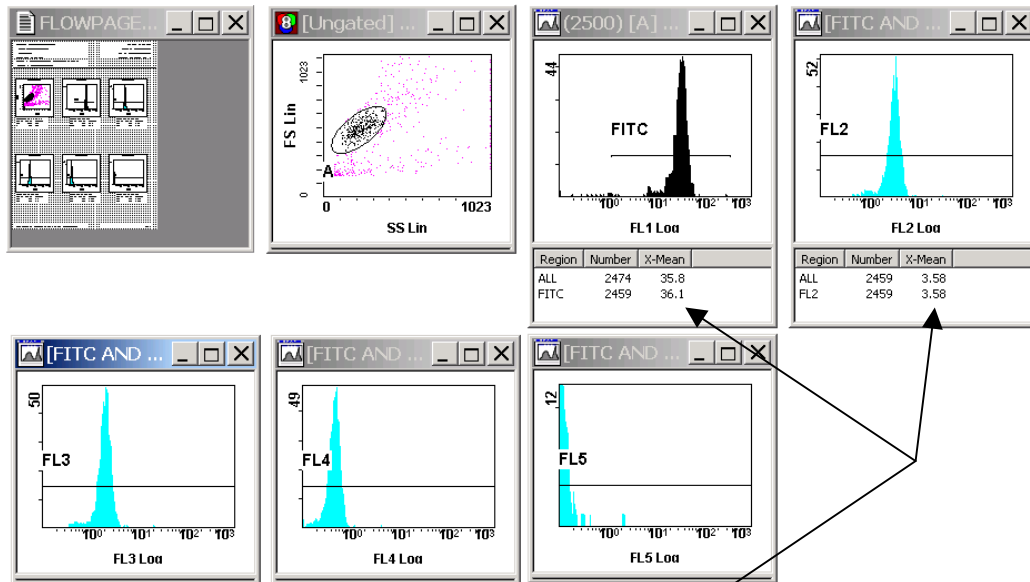 FLOWPAGE...
[Ungated] ...
(2500) [A] ...
[FITC AND ...
FS Lin
1023
0
A
0
1023
SS Lin
44
FITC
10⁰ 10¹ 10² 10³
FL1 Log
52
FL2
10⁰ 10¹ 10² 10³
FL2 Log
Region Number X-Mean
ALL 2474 35.8
FITC 2459 36.1
Region Number X-Mean
ALL 2459 3.58
FL2 2459 3.58
[FITC AND ...
[FITC AND ...
[FITC AND ...
50
FL3
10⁰ 10¹ 10² 10³
FL3 Log
49
FL4
10⁰ 10¹ 10² 10³
FL4 Log
12
FL5
10⁰ 10¹ 10² 10³
FL5 Log